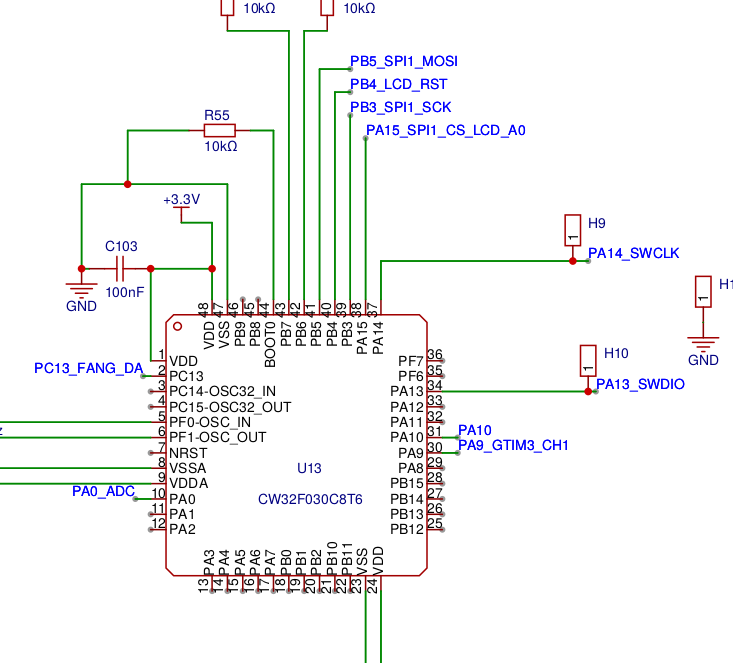 10kΩ
10kΩ
PB5_SPI1_MOSI
PB4_LCD_RST
PB3_SPI1_SCK
PA15_SPI1_CS_LCD_A0
R55
10kΩ
+3.3V
C103
100nF
GND
H9
1
PA14_SWCLK
H1
1
GND
H10
1
PA13_SWDIO
48 47 46 45 44 43 42 41 40 39 38 37
VDD VSS PB9 PB8 BOOT0 PB7 PB6 PB5 PB4 PB3 PA15 PA14
PC13_FANG_DA
PA0_ADC
1 VDD
2 PC13
3 PC14-OSC32_IN
4 PC15-OSC32_OUT
5 PF0-OSC_IN
6 PF1-OSC_OUT
7 NRST
8 VSSA
9 VDDA
10 PA0
11 PA1
12 PA2
U13
CW32F030C8T6
PF7 36
PF6 35
PA13 34
PA12 33
PA11 32
PA10 31
PA9 30
PA8 29
PB15 28
PB14 27
PB13 26
PB12 25
PA10
PA9_GTIM3_CH1
PA3 PA4 PA5 PA6 PA7 PB0 PB1 PB2 PB10 PB11 VSS VDD
13 14 15 16 17 18 19 20 21 22 23 24